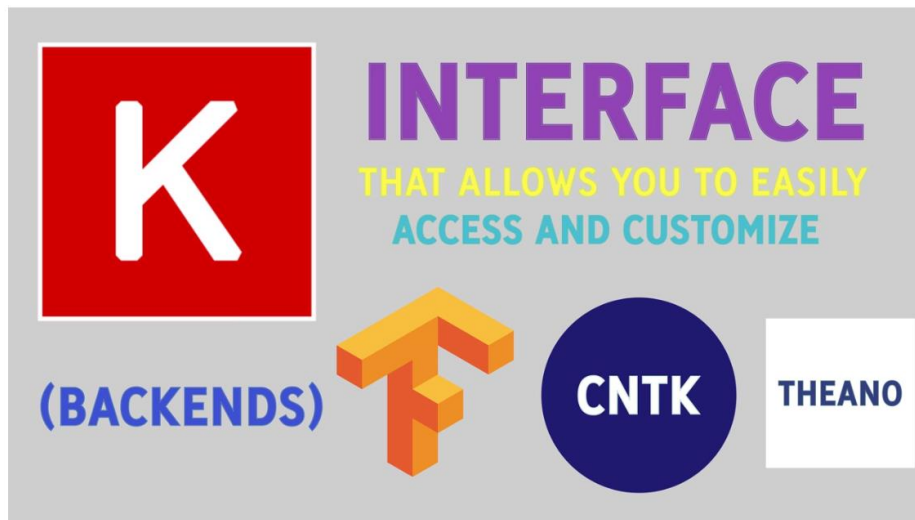 K
INTERFACE
THAT ALLOWS YOU TO EASILY
ACCESS AND CUSTOMIZE
(BACKENDS)
CNTK
THEANO